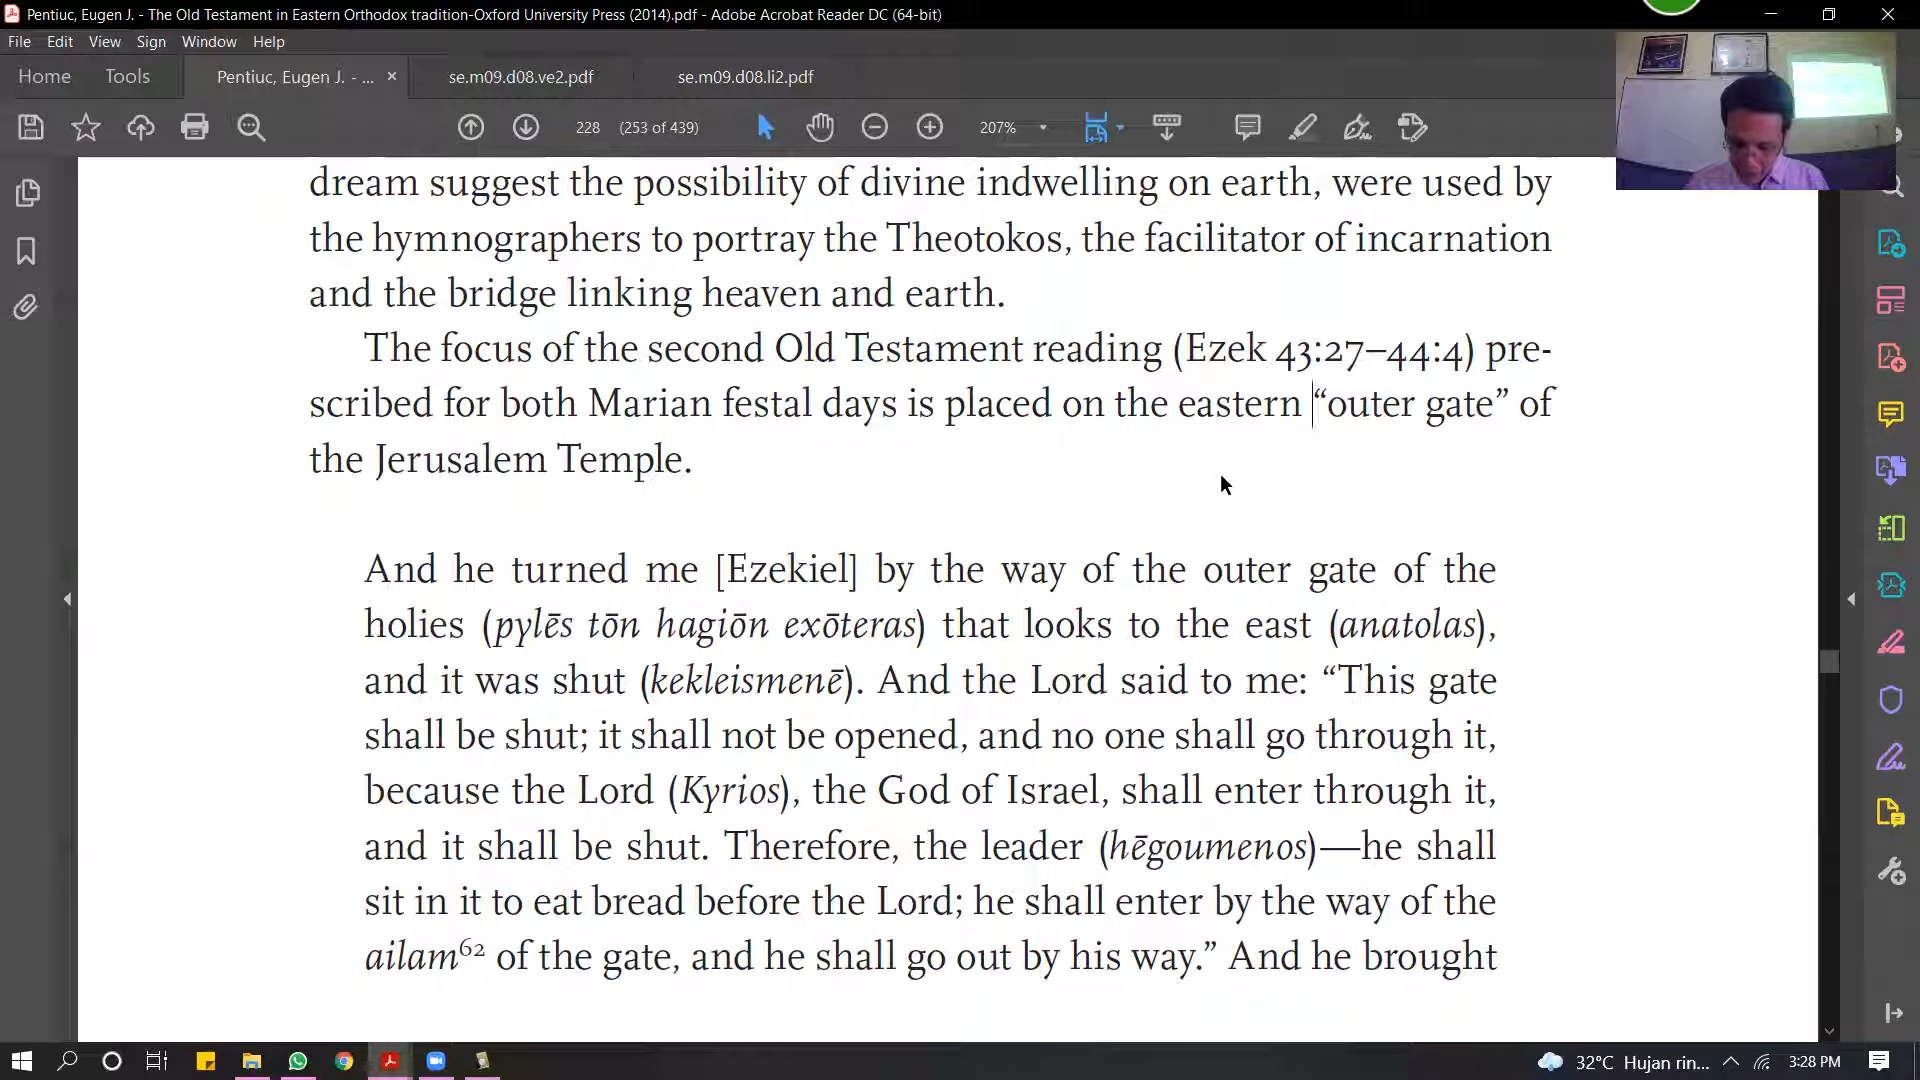 Pentiuc, Eugen J. - The Old Testament in Eastern Orthodox tradition-Oxford University Press (2014).pdf - Adobe Acrobat Reader DC (64-bit)
File Edit View Sign Window Help
Home Tools Pentiuc, Eugen J. - ... × se.m09.d08.ve2.pdf se.m09.d08.li2.pdf
228 (253 of 439) 207%
dream suggest the possibility of divine indwelling on earth, were used by
the hymnographers to portray the Theotokos, the facilitator of incarnation
and the bridge linking heaven and earth.
The focus of the second Old Testament reading (Ezek 43:27–44:4) pre-
scribed for both Marian festal days is placed on the eastern “outer gate” of
the Jerusalem Temple.
And he turned me [Ezekiel] by the way of the outer gate of the
holies (pylēs tōn hagiōn exōteras) that looks to the east (anatolas),
and it was shut (kekleismenē). And the Lord said to me: “This gate
shall be shut; it shall not be opened, and no one shall go through it,
because the Lord (Kyrios), the God of Israel, shall enter through it,
and it shall be shut. Therefore, the leader (hēgoumenos)—he shall
sit in it to eat bread before the Lord; he shall enter by the way of the
ailam62 of the gate, and he shall go out by his way.” And he brought
32°C Hujan rin... 3:28 PM